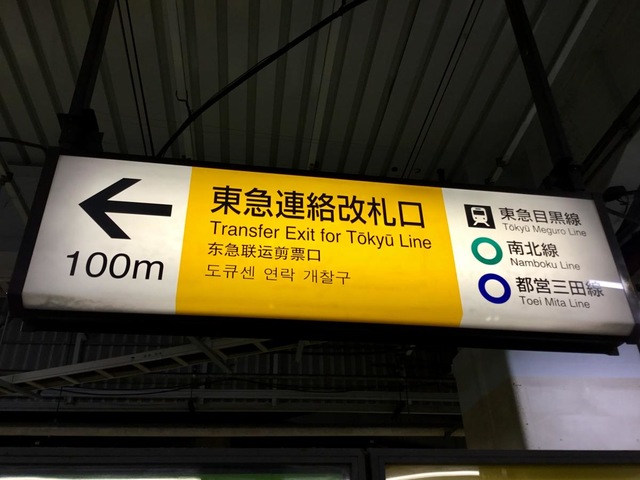 100m
東急連絡改札口
Transfer Exit for Tōkyū Line
东急联运剪票口
도큐센 연락 개찰구
東急目黒線
Tōkyū Meguro Line
南北線
Namboku Line
都営三田線
Toei Mita Line